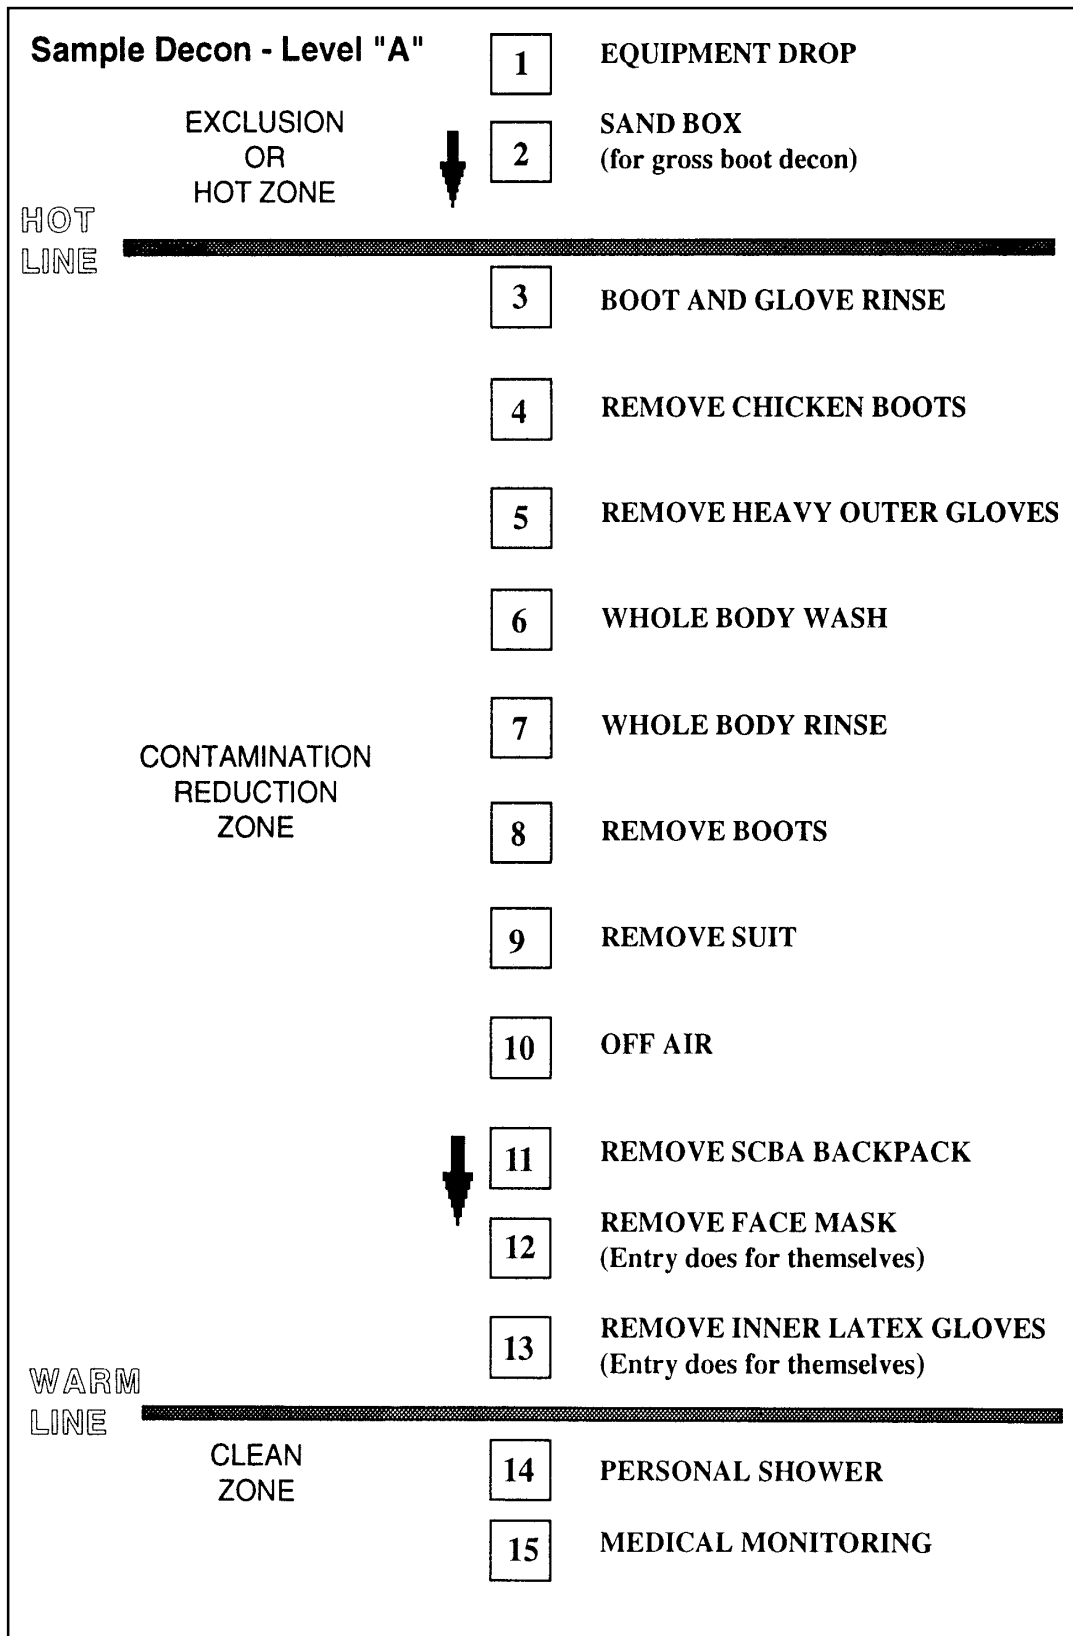 Sample Decon - Level "A"
1
EQUIPMENT DROP
EXCLUSION
OR
HOT ZONE
2
SAND BOX
(for gross boot decon)
HOT
LINE
3
BOOT AND GLOVE RINSE
4
REMOVE CHICKEN BOOTS
5
REMOVE HEAVY OUTER GLOVES
6
WHOLE BODY WASH
7
WHOLE BODY RINSE
CONTAMINATION
REDUCTION
ZONE
8
REMOVE BOOTS
9
REMOVE SUIT
10
OFF AIR
11
REMOVE SCBA BACKPACK
12
REMOVE FACE MASK
(Entry does for themselves)
13
REMOVE INNER LATEX GLOVES
(Entry does for themselves)
WARM
LINE
CLEAN
ZONE
14
PERSONAL SHOWER
15
MEDICAL MONITORING